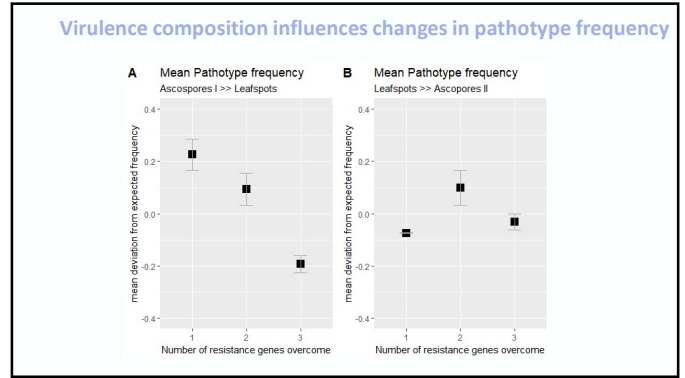 Virulence composition influences changes in pathotype frequency
A Mean Pathotype frequency
Ascospores I >> Leafspots
mean deviation from expected frequency
0.4
0.2
0.0
-0.2
-0.4
1 2 3
Number of resistance genes overcome
B Mean Pathotype frequency
Leafspots >> Ascopores II
mean deviation from expected frequency
0.4
0.2
0.0
-0.2
-0.4
1 2 3
Number of resistance genes overcome